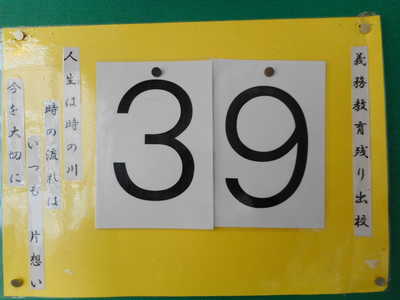 義務教育残り出校
39
人生は時の川
時の流れは
いつも片想い
今を大切に